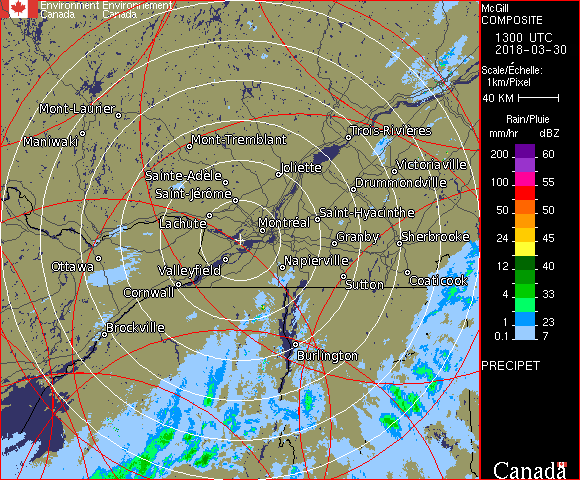 Environment Environnement
Canada Canada
McGill
COMPOSITE
1300 UTC
2018-03-30
Scale/Échelle:
1km/Pixel
40 KM
Rain/Pluie
mm/hr dBZ
200 60
100 55
50 50
24 45
12 40
4 33
1 23
0.1 7
PRECIPET
Canada
Mont-Laurier
Maniwaki
Mont-Tremblant
Trois-Rivières
Joliette
Victoriaville
Sainte-Adèle
Drummondville
Saint-Jérôme
Saint-Hyacinthe
Lachute
Montréal
Granby
Sherbrooke
Ottawa
Valleyfield
Napierville
Sutton
Coaticook
Cornwall
Brockville
Burlington